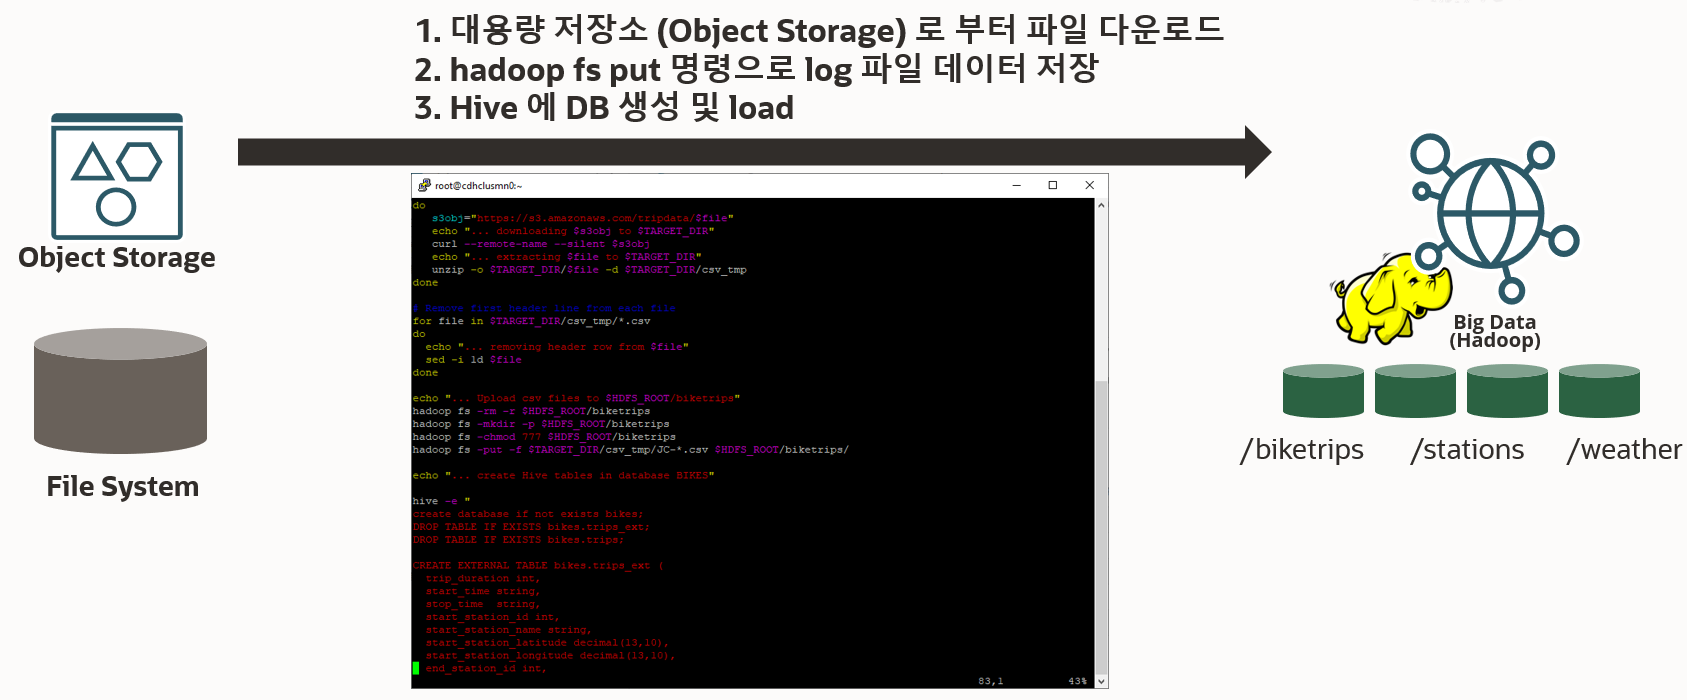 1. 대용량 저장소 (Object Storage) 로 부터 파일 다운로드
2. hadoop fs put 명령으로 log 파일 데이터 저장
3. Hive 에 DB 생성 및 load
Object Storage
File System
root@cdhclusmn0:~
do
s3obj="https://s3.amazonawa.com/tripdata/$file"
echo "... downloading $s3obj to $TARGET_DIR"
curl --remote-name --silent $s3obj
echo "... extracting $file to $TARGET_DIR"
unzip -o $TARGET_DIR/$file -d $TARGET_DIR/csv_tmp
done
# Remove first header line from each file
for file in $TARGET_DIR/csv_tmp/*.csv
do
echo "... removing header row from $file"
sed -i 1d $file
done
echo "... Upload csv files to $HDFS_ROOT/biketrips"
hadoop fs -rm -r $HDFS_ROOT/biketrips
hadoop fs -mkdir -p $HDFS_ROOT/biketrips
hadoop fs -chmod 777 $HDFS_ROOT/biketrips
hadoop fs -put -f $TARGET_DIR/csv_tmp/JC-*.csv $HDFS_ROOT/biketrips/
echo "... create Hive tables in database BIKES"
hive -e "
create database if not exists bikes;
DROP TABLE IF EXISTS bikes.trips_ext;
DROP TABLE IF EXISTS bikes.trips;
CREATE EXTERNAL TABLE bikes.trips_ext (
trip_duration int,
start_time string,
stop_time string,
start_station_id int,
start_station_name string,
start_station_latitude decimal(13,10),
start_station_longitude decimal(13,10),
end_station_id int,
83,1 43%
Big Data
(Hadoop)
/biketrips /stations /weather